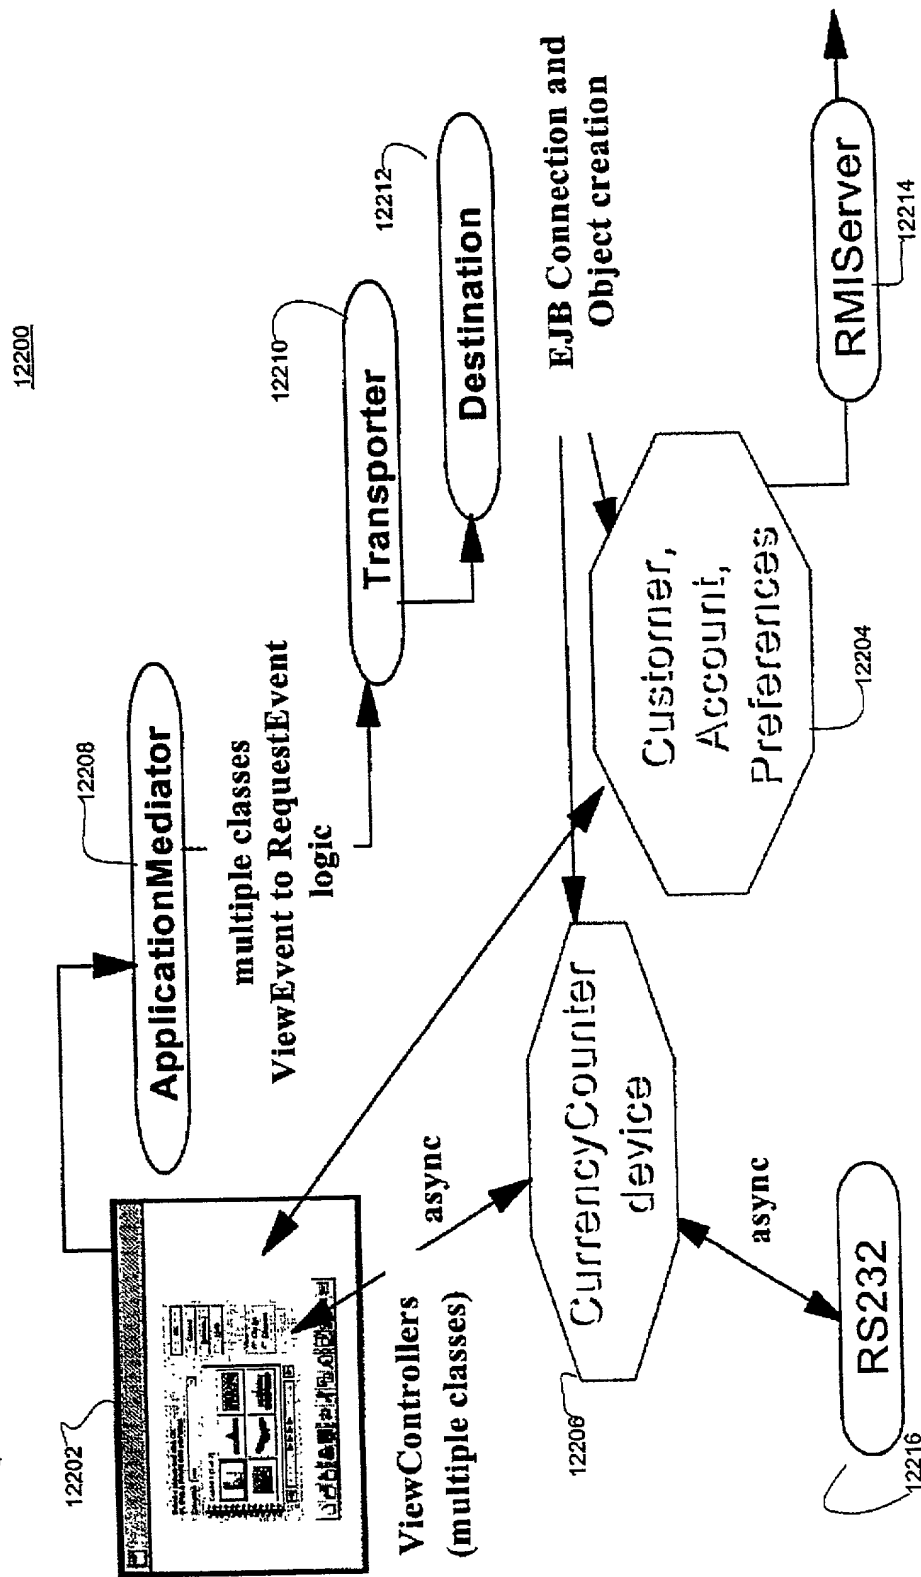 12200
12202
ViewControllers
(multiple classes)
12208
ApplicationMediator
multiple classes
ViewEvent to RequestEvent
logic
12210
Transporter
12212
Destination
EJB Connection and
Object creation
async
CurrencyCounter
device
12206
async
RS232
12216
Customer,
Account,
Preferences
12204
RMIServer
12214